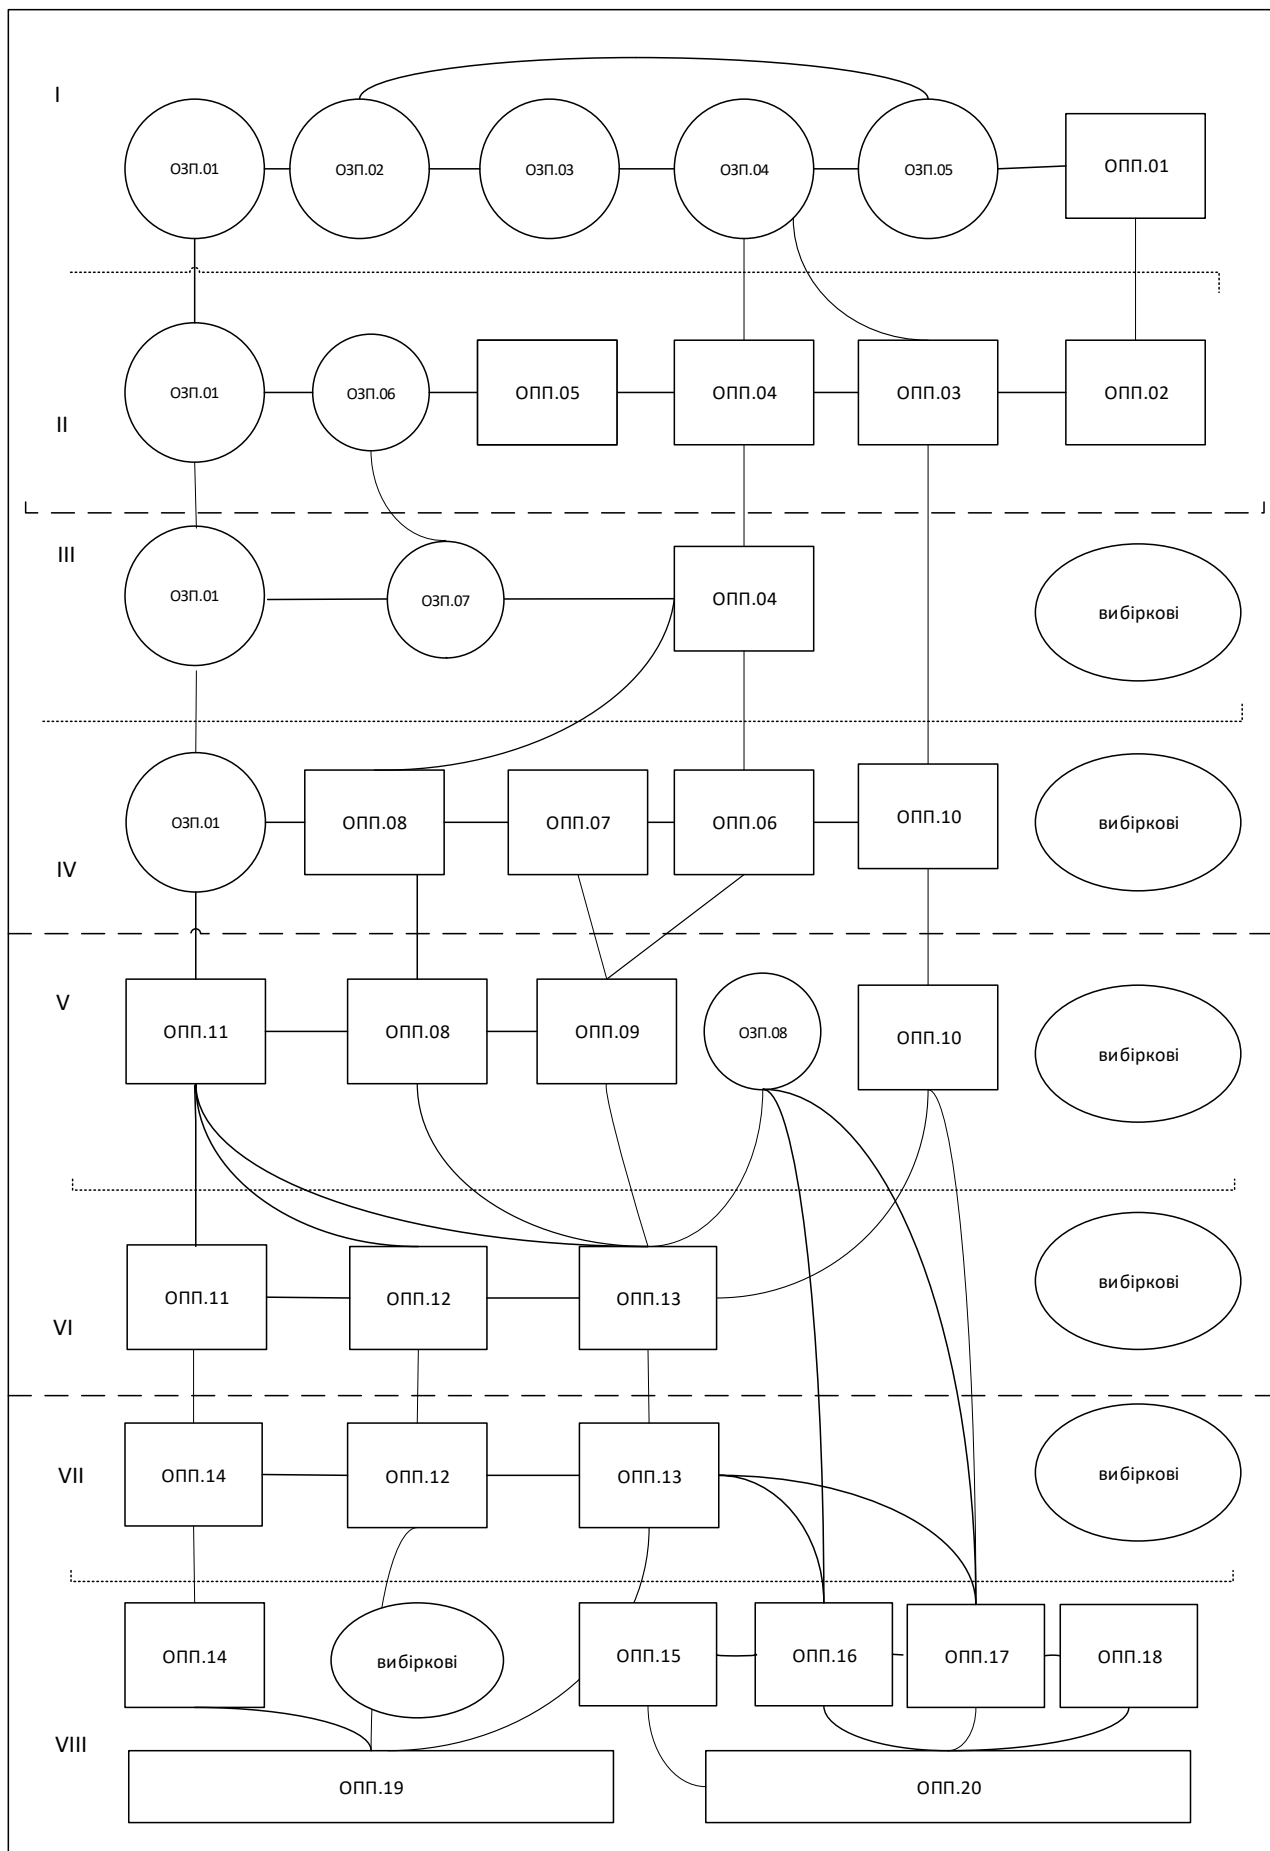 I
ОЗП.01
ОЗП.02
ОЗП.03
ОЗП.04
ОЗП.05
ОПП.01
II
ОЗП.01
ОЗП.06
ОПП.05
ОПП.04
ОПП.03
ОПП.02
III
ОЗП.01
ОЗП.07
ОПП.04
вибіркові
IV
ОЗП.01
ОПП.08
ОПП.07
ОПП.06
ОПП.10
вибіркові
V
ОПП.11
ОПП.08
ОПП.09
ОЗП.08
ОПП.10
вибіркові
VI
ОПП.11
ОПП.12
ОПП.13
вибіркові
VII
ОПП.14
ОПП.12
ОПП.13
вибіркові
VIII
ОПП.14
вибіркові
ОПП.15
ОПП.16
ОПП.17
ОПП.18
ОПП.19
ОПП.20